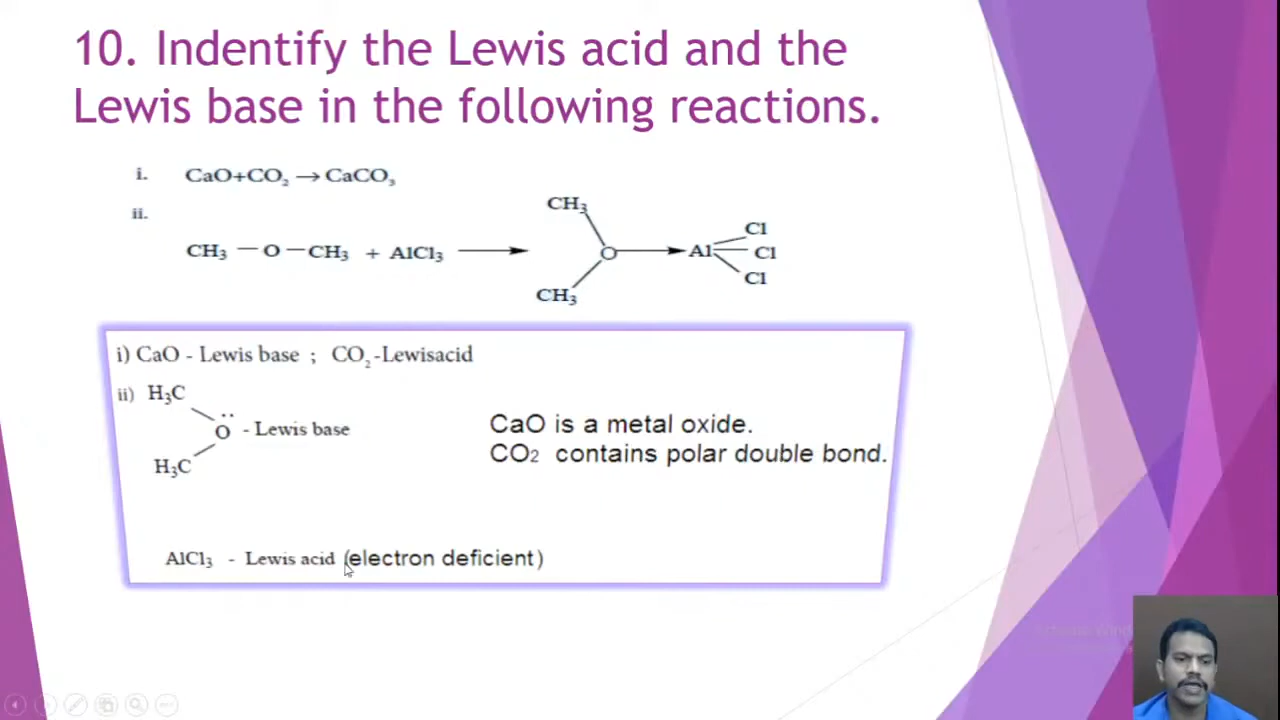 10. Indentify the Lewis acid and the
Lewis base in the following reactions.
i. CaO+CO₂ → CaCO₃
ii.
CH₃ — O — CH₃ + AlCl₃ ⟶
CH₃
CH₃
O → Al
Cl
Cl
Cl
i) CaO - Lewis base ; CO₂ -Lewisacid
ii) H₃C
Ö - Lewis base
H₃C
CaO is a metal oxide.
CO₂ contains polar double bond.
AlCl₃ - Lewis acid (electron deficient)